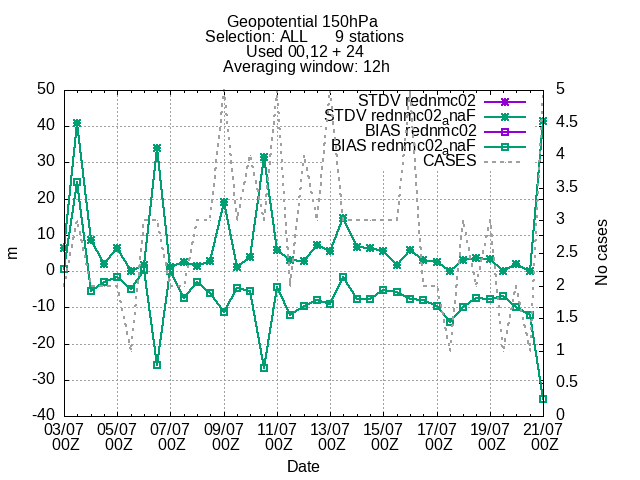 Geopotential 150hPa
Selection: ALL 9 stations
Used 00,12 + 24
Averaging window: 12h
STDV rednmc02
STDV rednmc02anaF
BIAS rednmc02
BIAS rednmc02anaF
CASES
50
40
30
20
10
0
-10
-20
-30
-40
m
5
4.5
4
3.5
3
2.5
2
1.5
1
0.5
0
No cases
03/07 05/07 07/07 09/07 11/07 13/07 15/07 17/07 19/07 21/07
00Z 00Z 00Z 00Z 00Z 00Z 00Z 00Z 00Z 00Z
Date